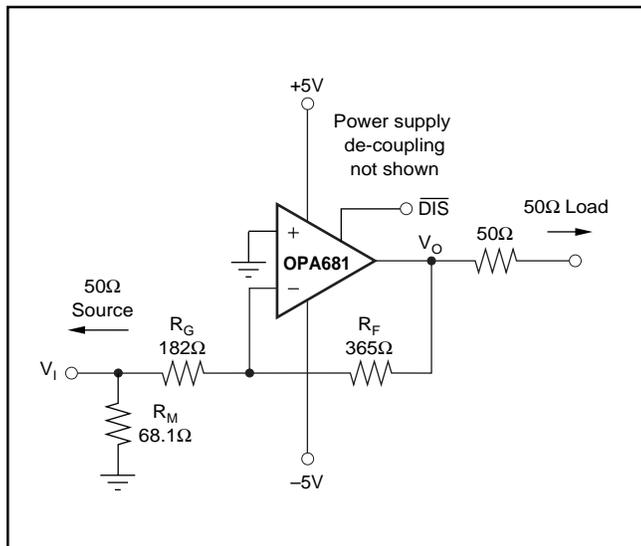 +5V
Power supply
de-coupling
not shown
DIS
50Ω Load
+
OPA681
–
VO
50Ω
50Ω
Source
RG
182Ω
RF
365Ω
VI
RM
68.1Ω
–5V